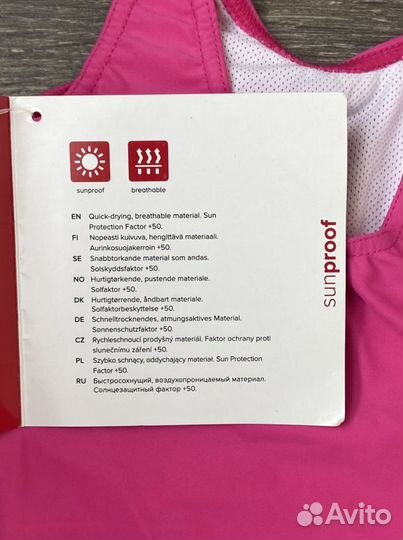 sunproof
breathable
EN Quick-drying, breathable material. Sun
Protection Factor +50.
FI Nopeasti kuivuva, hengittävä materiaali.
Aurinkosuojakerroin +50.
SE Snabbtorkande material som andas.
Solskyddsfaktor +50.
NO Hurtigtørkende, pustende materiale.
Solfaktor +50.
DK Hurtigtørrende, åndbart materiale.
Solfaktorbeskyttelse +50.
DE Schnelltrocknendes, atmungsaktives Material.
Sonnenschutzfaktor +50.
CZ Rychleschnoucí prodyšný materiál. Faktor ochrany proti
slunečnímu záření +50.
PL Szybko schnący, oddychający materiał. Sun Protection
Factor +50.
RU Быстросохнущий, воздухопроницаемый материал.
Солнцезащитный фактор +50.
sunproof
Avito